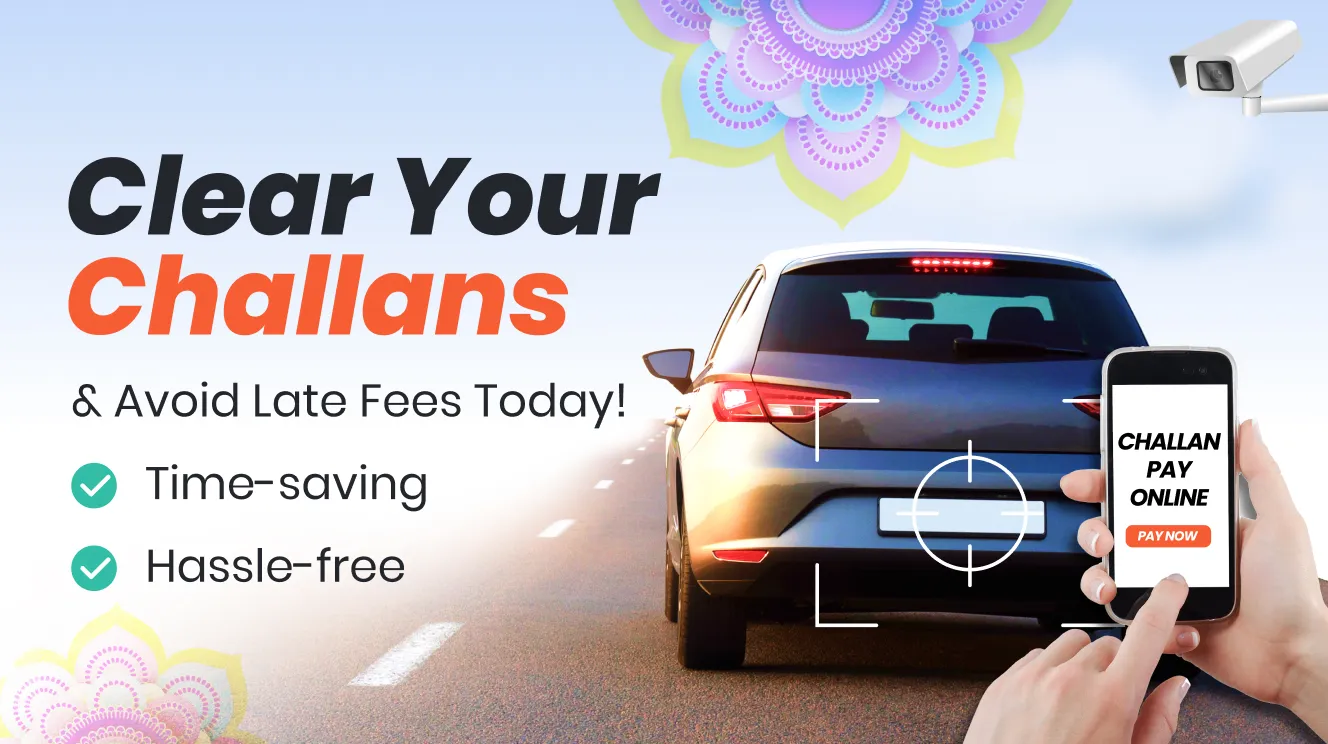 Clear Your
Challans
& Avoid Late Fees Today!
Time-saving
Hassle-free
CHALLAN
PAY
ONLINE
PAY NOW